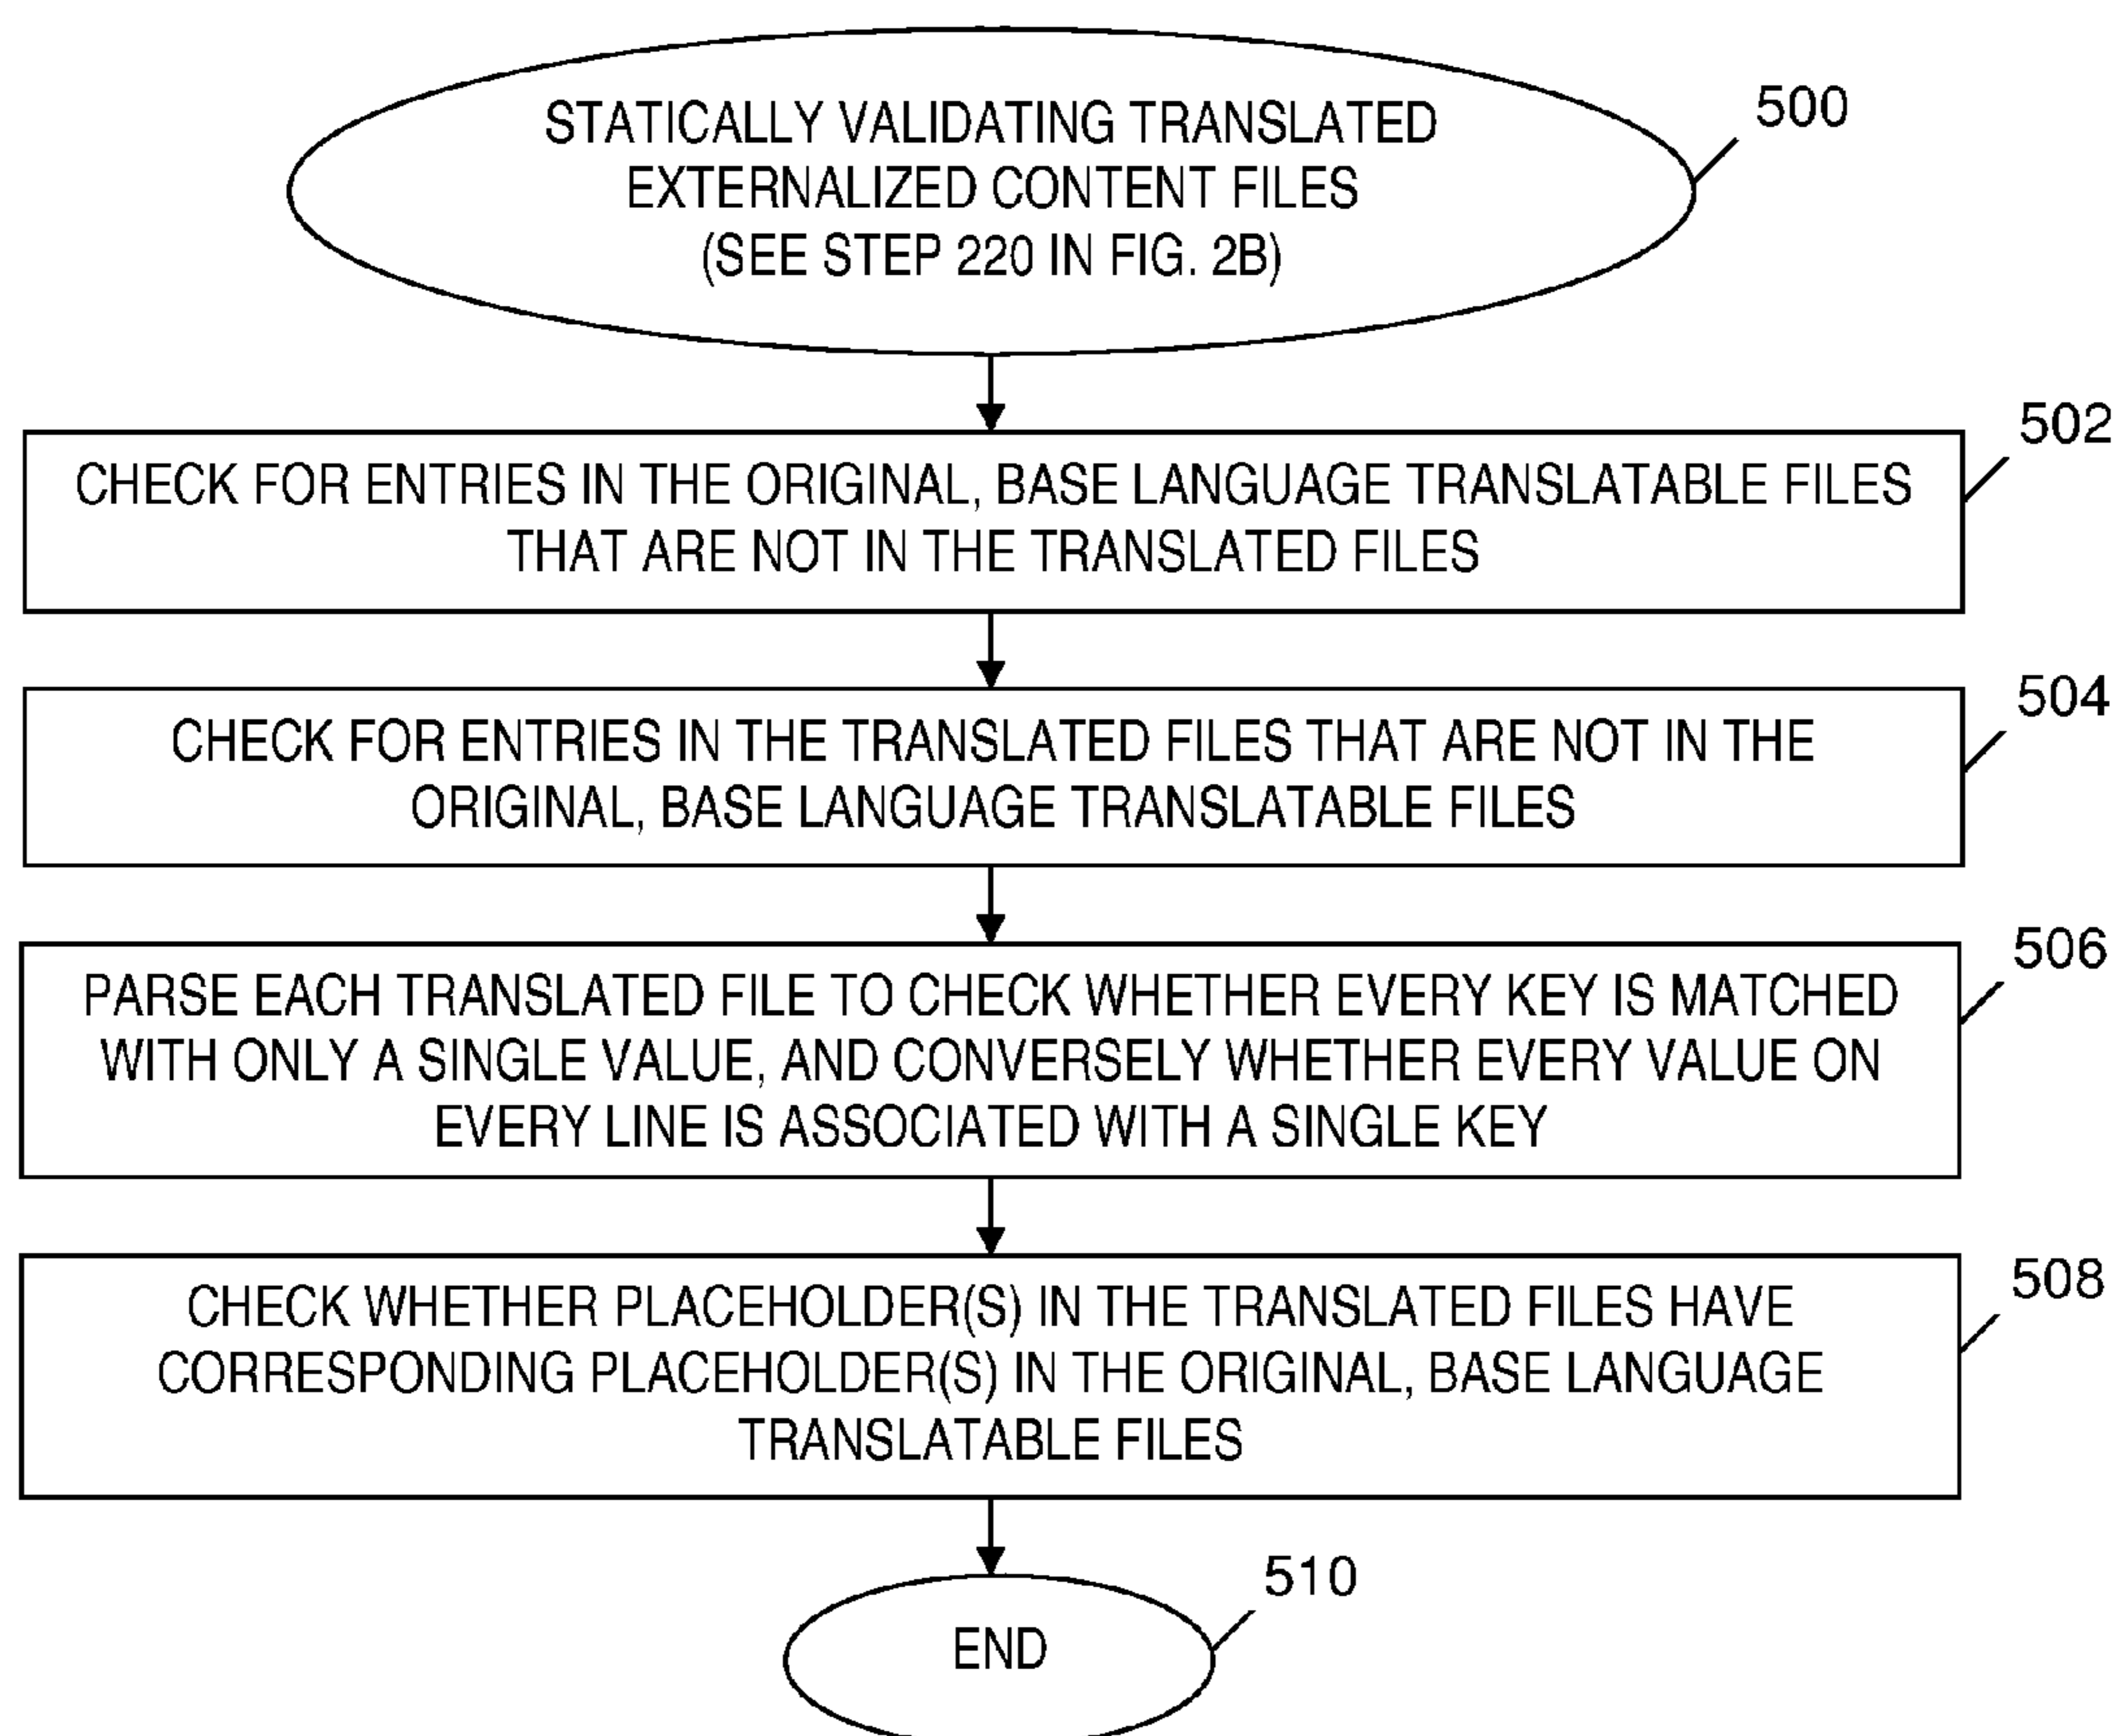 STATICALLY VALIDATING TRANSLATED
EXTERNALIZED CONTENT FILES
(SEE STEP 220 IN FIG. 2B)
500
CHECK FOR ENTRIES IN THE ORIGINAL, BASE LANGUAGE TRANSLATABLE FILES
THAT ARE NOT IN THE TRANSLATED FILES
502
CHECK FOR ENTRIES IN THE TRANSLATED FILES THAT ARE NOT IN THE
ORIGINAL, BASE LANGUAGE TRANSLATABLE FILES
504
PARSE EACH TRANSLATED FILE TO CHECK WHETHER EVERY KEY IS MATCHED
WITH ONLY A SINGLE VALUE, AND CONVERSELY WHETHER EVERY VALUE ON
EVERY LINE IS ASSOCIATED WITH A SINGLE KEY
506
CHECK WHETHER PLACEHOLDER(S) IN THE TRANSLATED FILES HAVE
CORRESPONDING PLACEHOLDER(S) IN THE ORIGINAL, BASE LANGUAGE
TRANSLATABLE FILES
508
END
510